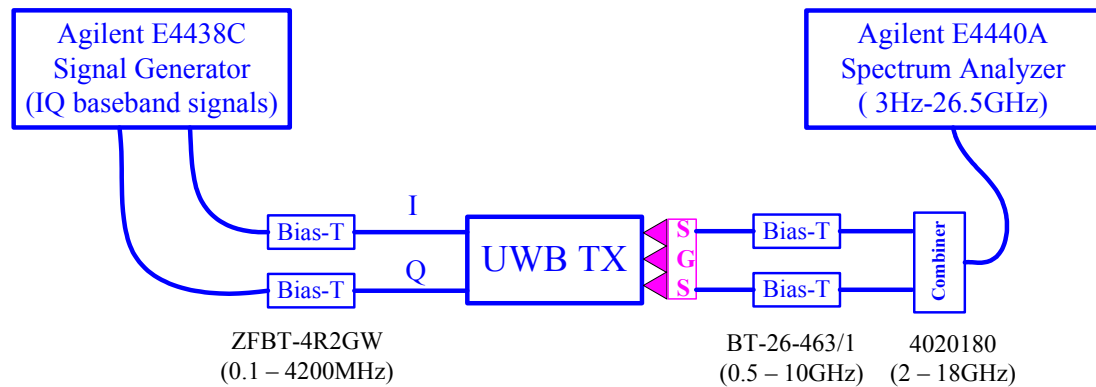 Agilent E4438C
Signal Generator
(IQ baseband signals)
Agilent E4440A
Spectrum Analyzer
( 3Hz-26.5GHz)
I
Bias-T
Q
Bias-T
UWB TX
S
G
S
Bias-T
Bias-T
Combiner
ZFBT-4R2GW
(0.1 – 4200MHz)
BT-26-463/1
(0.5 – 10GHz)
4020180
(2 – 18GHz)